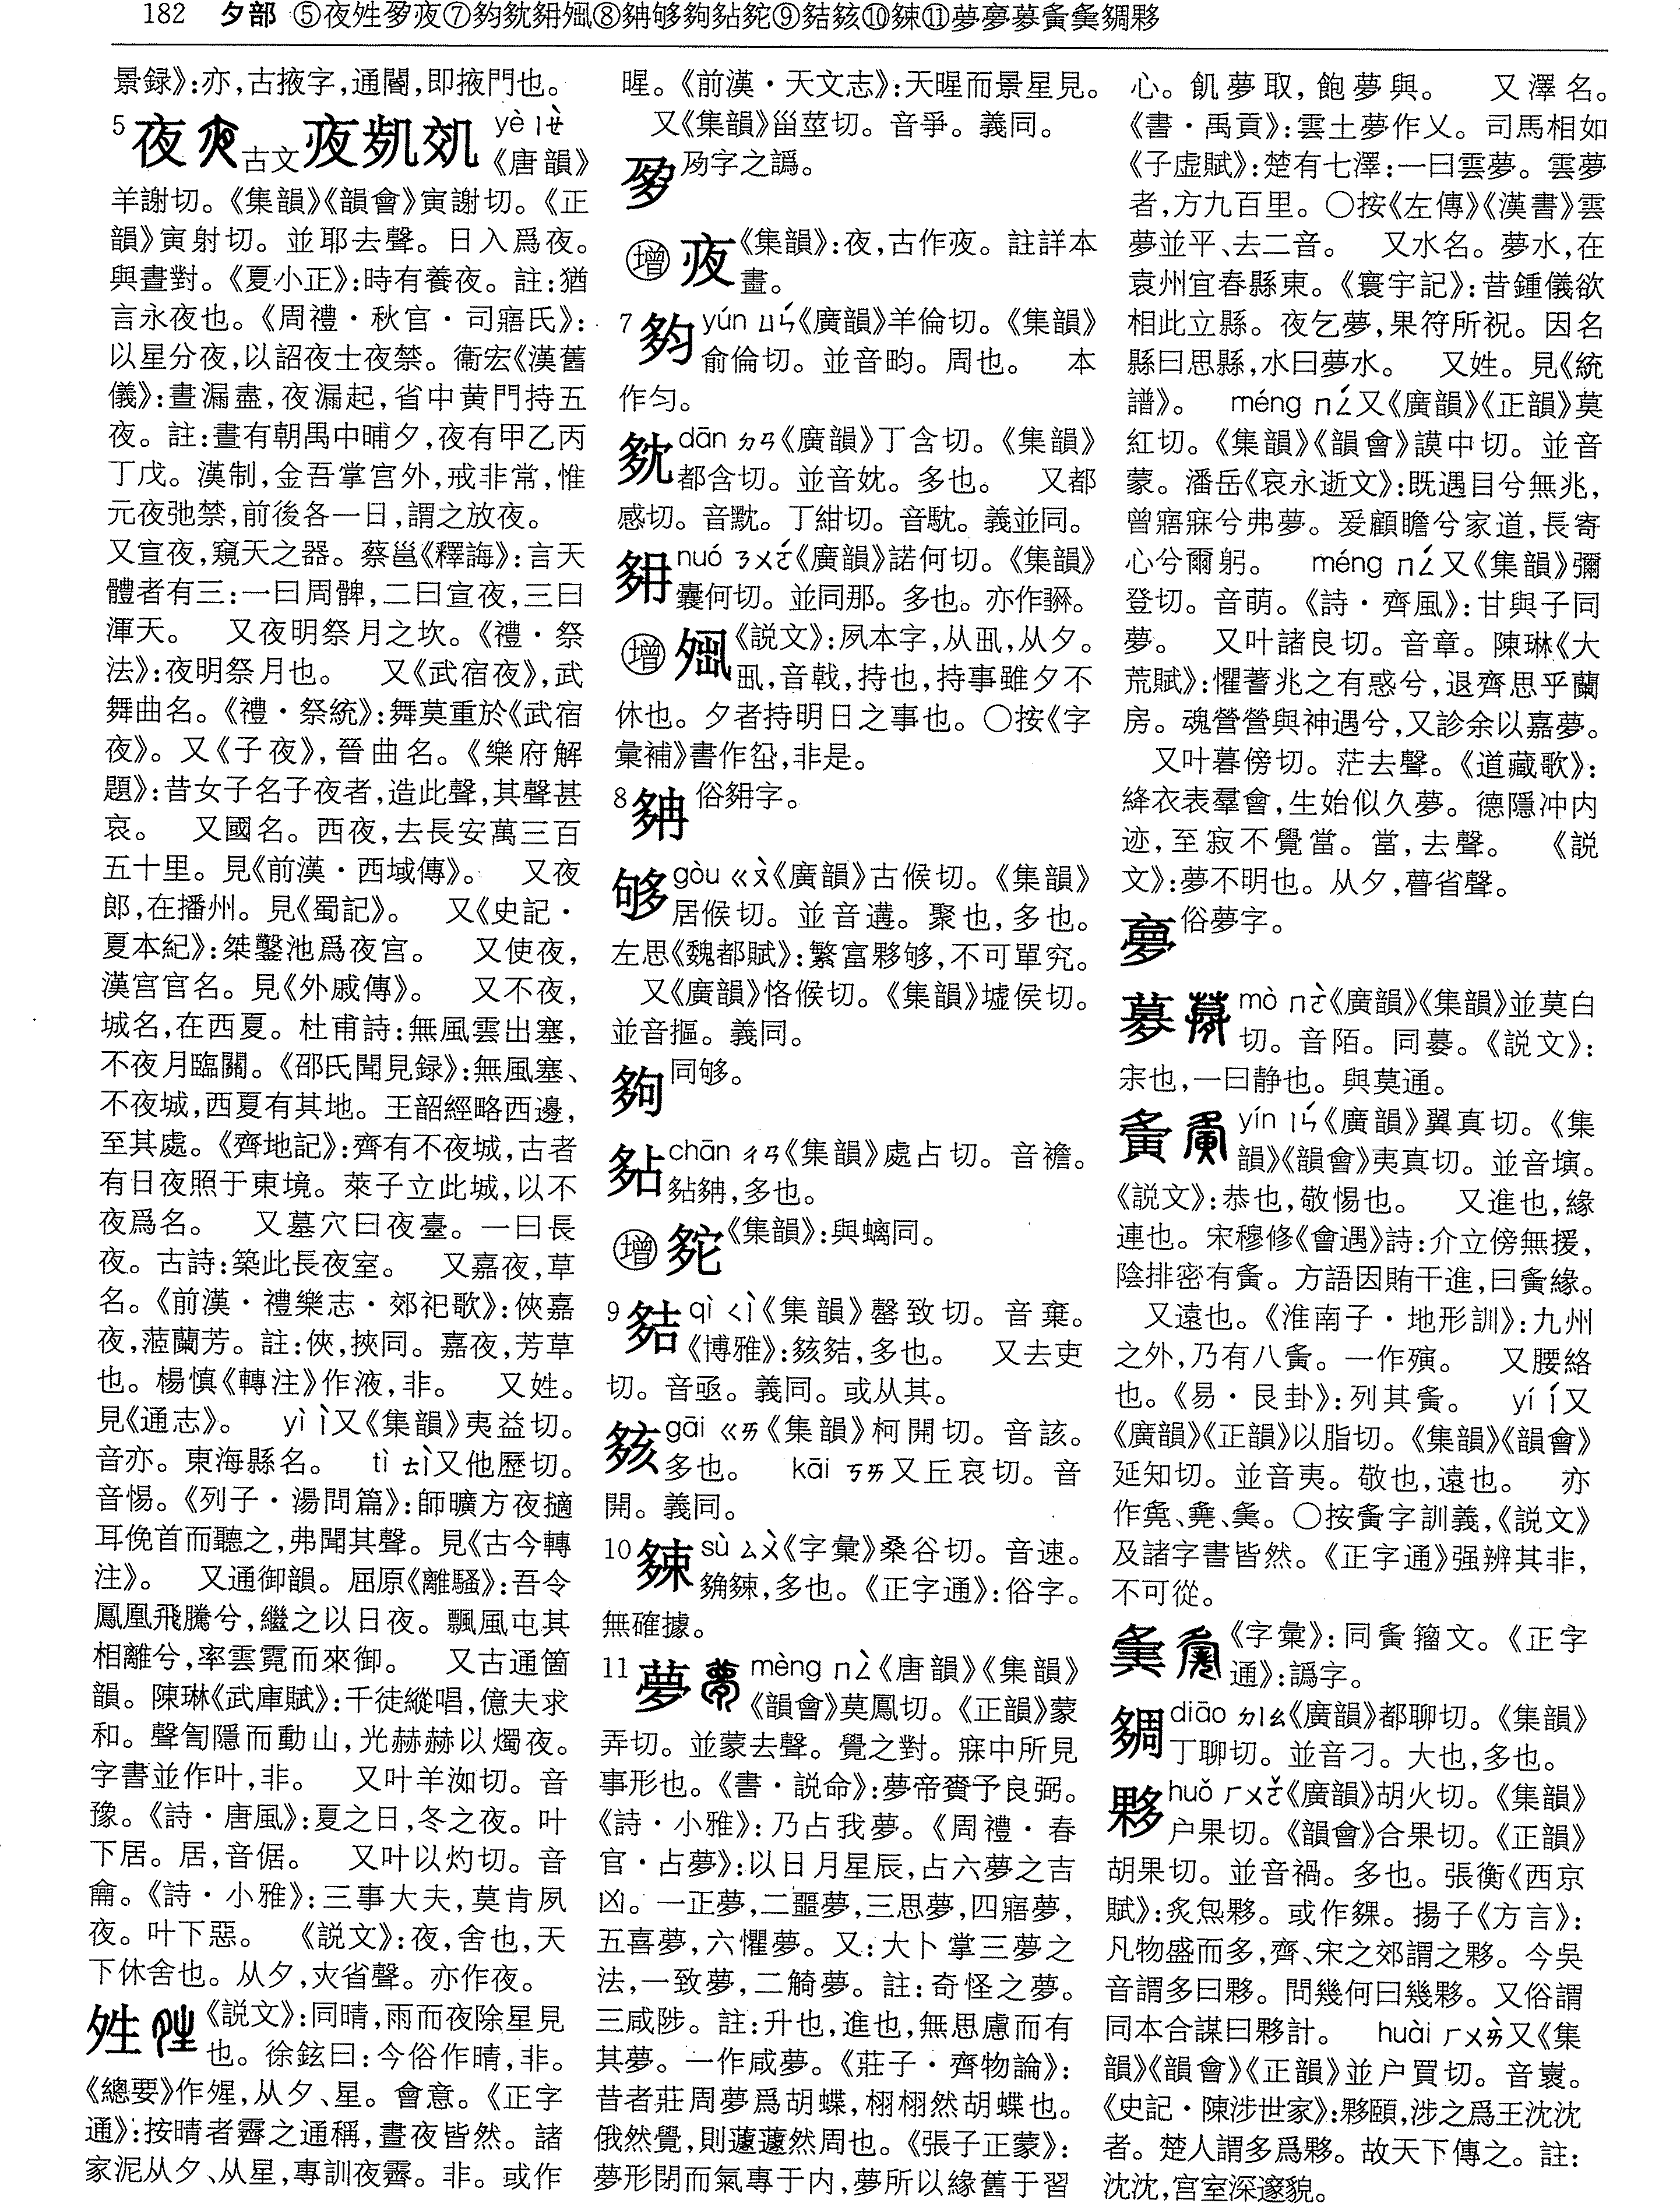 182 夕部 ⑤夜夝𡖈亱⑦夠㚯𡖔𡖊⑧𡖖够夠㚲㚷⑨㚵㚸⑩㚹⑪夢
景録》:亦,古掖字,通闍,即掖門也。
5 夜 古文 yè ㄧㄝˋ
《唐韻》
羊謝切。《集韻》《韻會》寅謝切。《正
韻》寅射切。並耶去聲。日入爲夜。
與晝對。《夏小正》:時有養夜。註:猶
言永夜也。《周禮·秋官·司寤氏》:
以星分夜,以詔夜士夜禁。衞宏《漢舊
儀》:晝漏盡,夜漏起,省中黄門持五
夜。註:晝有朝禺中晡夕,夜有甲乙丙
丁戊。漢制,金吾掌宫外,戒非常,惟
元夜弛禁,前後各一日,謂之放夜。
又宣夜,窺天之器。蔡邕《釋誨》:言天
體者有三:一曰周髀,二曰宣夜,三曰
渾天。 又夜明祭月之坎。《禮·祭
法》:夜明祭月也。 又《武宿夜》,武
舞曲名。《禮·祭統》:舞莫重於《武宿
夜》。又《子夜》,晉曲名。《樂府解
題》:昔女子名子夜者,造此聲,其聲甚
哀。 又國名。西夜,去長安萬三百
五十里。見《前漢·西域傳》。 又夜
郎,在播州。見《蜀記》。 又《史記·
夏本紀》:桀鑿池爲夜宫。 又使夜,
漢宫官名。見《外戚傳》。 又不夜,
城名,在西夏。杜甫詩:無風雲出塞,
不夜月臨關。《邵氏聞見録》:無風塞、
不夜城,西夏有其地。王韶經略西邊,
至其處。《齊地記》:齊有不夜城,古者
有日夜照于東境。萊子立此城,以不
夜爲名。 又墓穴曰夜臺。一曰長
夜。古詩:築此長夜室。 又嘉夜,草
名。《前漢·禮樂志·郊祀歌》:俠嘉
夜,茝蘭芳。註:俠,挾同。嘉夜,芳草
也。楊慎《轉注》作液,非。 又姓。
見《通志》。 yì ㄧˋ又《集韻》夷益切。
音亦。東海縣名。 tì ㄊㄧˋ又他歷切。
音惕。《列子·湯問篇》:師曠方夜擿
耳俛首而聽之,弗聞其聲。見《古今轉
注》。 又通御韻。屈原《離騷》:吾令
鳳凰飛騰兮,繼之以日夜。飄風屯其
相離兮,率雲霓而來御。 又古通箇
韻。陳琳《武庫賦》:千徒縱唱,億夫求
和。聲訇隱而動山,光赫赫以燭夜。
字書並作叶,非。 又叶羊洳切。音
豫。《詩·唐風》:夏之日,冬之夜。叶
下居。居,音倨。 又叶以灼切。音
龠。《詩·小雅》:三事大夫,莫肯夙
夜。叶下惡。 《説文》:夜,舍也,天
下休舍也。从夕,亦省聲。亦作夜。
夝 《説文》:同晴,雨而夜除星見
也。徐鉉曰:今俗作晴,非。
《總要》作暒,从夕、星。會意。《正字
通》:按晴者霽之通稱,晝夜皆然。諸
家泥从夕、从星,專訓夜霽。非。或作
暒。《前漢·天文志》:天暒而景星見。
又《集韻》甾莖切。音爭。義同。
字之譌。
增 《集韻》:夜,古作。註詳本
畫。
7 yún ㄩㄣˊ《廣韻》羊倫切。《集韻》
俞倫切。並音畇。周也。 本
作匀。
dān ㄉㄢ《廣韻》丁含切。《集韻》
都含切。並音妉。多也。 又都
感切。音黕。丁紺切。音馾。義並同。
nuó ㄋㄨㄛˊ《廣韻》諾何切。《集韻》
囊何切。並同那。多也。亦作。
增 《説文》:夙本字,从丮,从夕。
丮,音戟,持也,持事雖夕不
休也。夕者持明日之事也。〇按《字
彙補》書作,非是。
8 俗字。
够 gòu ㄍㄡˋ《廣韻》古候切。《集韻》
居候切。並音遘。聚也,多也。
左思《魏都賦》:繁富夥够,不可單究。
又《廣韻》恪候切。《集韻》墟侯切。
並音摳。義同。
夠 同够。
chān ㄔㄢ《集韻》處占切。音襜。
,多也。
增 《集韻》:與螭同。
9 qì ㄑㄧˋ《集韻》罄致切。音棄。
《博雅》:,多也。 又去吏
切。音亟。義同。或从其。
gāi ㄍㄞ《集韻》柯開切。音該。
多也。 kāi ㄎㄞ又丘哀切。音
開。義同。
10 sù ㄙㄨˋ《字彙》桑谷切。音速。
,多也。《正字通》:俗字。
無確據。
11 夢 mèng ㄇㄥˋ《唐韻》《集韻》
《韻會》莫鳳切。《正韻》蒙
弄切。並蒙去聲。覺之對。寐中所見
事形也。《書·説命》:夢帝賚予良弼。
《詩·小雅》:乃占我夢。《周禮·春
官·占夢》:以日月星辰,占六夢之吉
凶。一正夢,二噩夢,三思夢,四寤夢,
五喜夢,六懼夢。又:大卜掌三夢之
法,一致夢,二觭夢。註:奇怪之夢。
三咸陟。註:升也,進也,無思慮而有
其夢。一作咸夢。《莊子·齊物論》:
昔者莊周夢爲胡蝶,栩栩然胡蝶也。
俄然覺,則蘧蘧然周也。《張子正蒙》:
夢形閉而氣專于内,夢所以緣舊于習
心。飢夢取,飽夢與。 又澤名。
《書·禹貢》:雲土夢作乂。司馬相如
《子虚賦》:楚有七澤:一曰雲夢。雲夢
者,方九百里。〇按《左傳》《漢書》雲
夢並平、去二音。 又水名。夢水,在
袁州宜春縣東。《寰宇記》:昔鍾儀欲
相此立縣。夜乞夢,果符所祝。因名
縣曰思縣,水曰夢水。 又姓。見《統
譜》。 méng ㄇㄥˊ又《廣韻》《正韻》莫
紅切。《集韻》《韻會》謨中切。並音
蒙。潘岳《哀永逝文》:既遇目兮無兆,
曾寤寐兮弗夢。爰顧瞻兮家道,長寄
心兮爾躬。 méng ㄇㄥˊ又《集韻》彌
登切。音萌。《詩·齊風》:甘與子同
夢。 又叶諸良切。音章。陳琳《大
荒賦》:懼蓍兆之有惑兮,退齊思乎蘭
房。魂營營與神遇兮,又診余以嘉夢。
又叶暮傍切。茫去聲。《道藏歌》:
絳衣表羣會,生始似久夢。德隱冲内
迹,至寂不覺當。當,去聲。 《説
文》:夢不明也。从夕,瞢省聲。
俗夢字。
mò ㄇㄛˋ《廣韻》《集韻》並莫白
切。音陌。同。《説文》:
宗也,一曰静也。與莫通。
夤 yín ㄧㄣˊ《廣韻》翼真切。《集
韻》《韻會》夷真切。並音。
《説文》:恭也,敬惕也。 又進也,緣
連也。宋穆修《會遇》詩:介立傍無援,
陰排密有夤。方語因賄干進,曰夤緣。
又遠也。《淮南子·地形訓》:九州
之外,乃有八夤。一作殥。 又腰絡
也。《易·艮卦》:列其夤。 yí ㄧˊ又
《廣韻》《正韻》以脂切。《集韻》《韻會》
延知切。並音夷。敬也,遠也。 亦
作。〇按夤字訓義,《説文》
及諸字書皆然。《正字通》强辨其非,
不可從。
《字彙》:同夤籀文。《正字
通》:譌字。
diāo ㄉㄧㄠ《廣韻》都聊切。《集韻》
丁聊切。並音刁。大也,多也。
夥 huǒ ㄏㄨㄛˇ《廣韻》胡火切。《集韻》
户果切。《韻會》合果切。《正韻》
胡果切。並音禍。多也。張衡《西京
賦》:炙炰夥。或作。揚子《方言》:
凡物盛而多,齊、宋之郊謂之夥。今吳
音謂多曰夥。問幾何曰幾夥。又俗謂
同本合謀曰夥計。 huài ㄏㄨㄞˋ又《集
韻》《韻會》《正韻》並户買切。音。
《史記·陳涉世家》:夥頤,涉之爲王沈沈
者。楚人謂多爲夥。故天下傳之。註:
沈沈,宫室深邃貌。